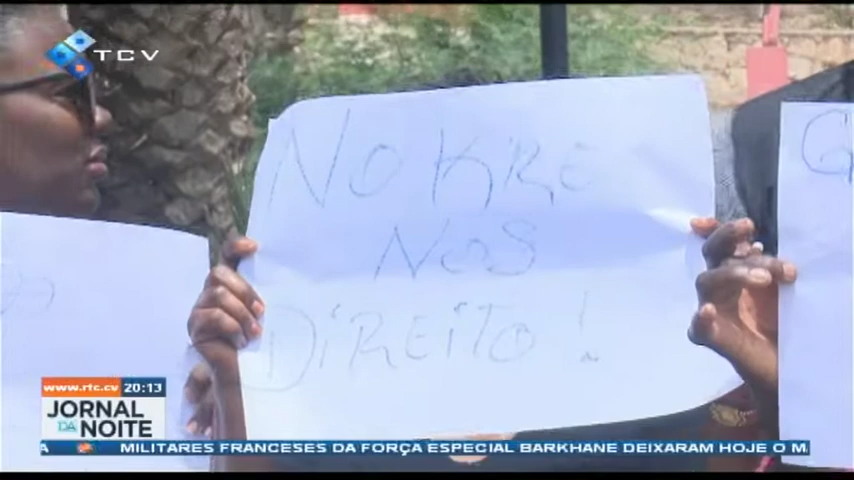 TCV
NO KRE
NOS
DIREITO!
G
www.rtc.cv 20:13
JORNAL
DA NOITE
A MILITARES FRANCESES DA FORÇA ESPECIAL BARKHANE DEIXARAM HOJE O MA